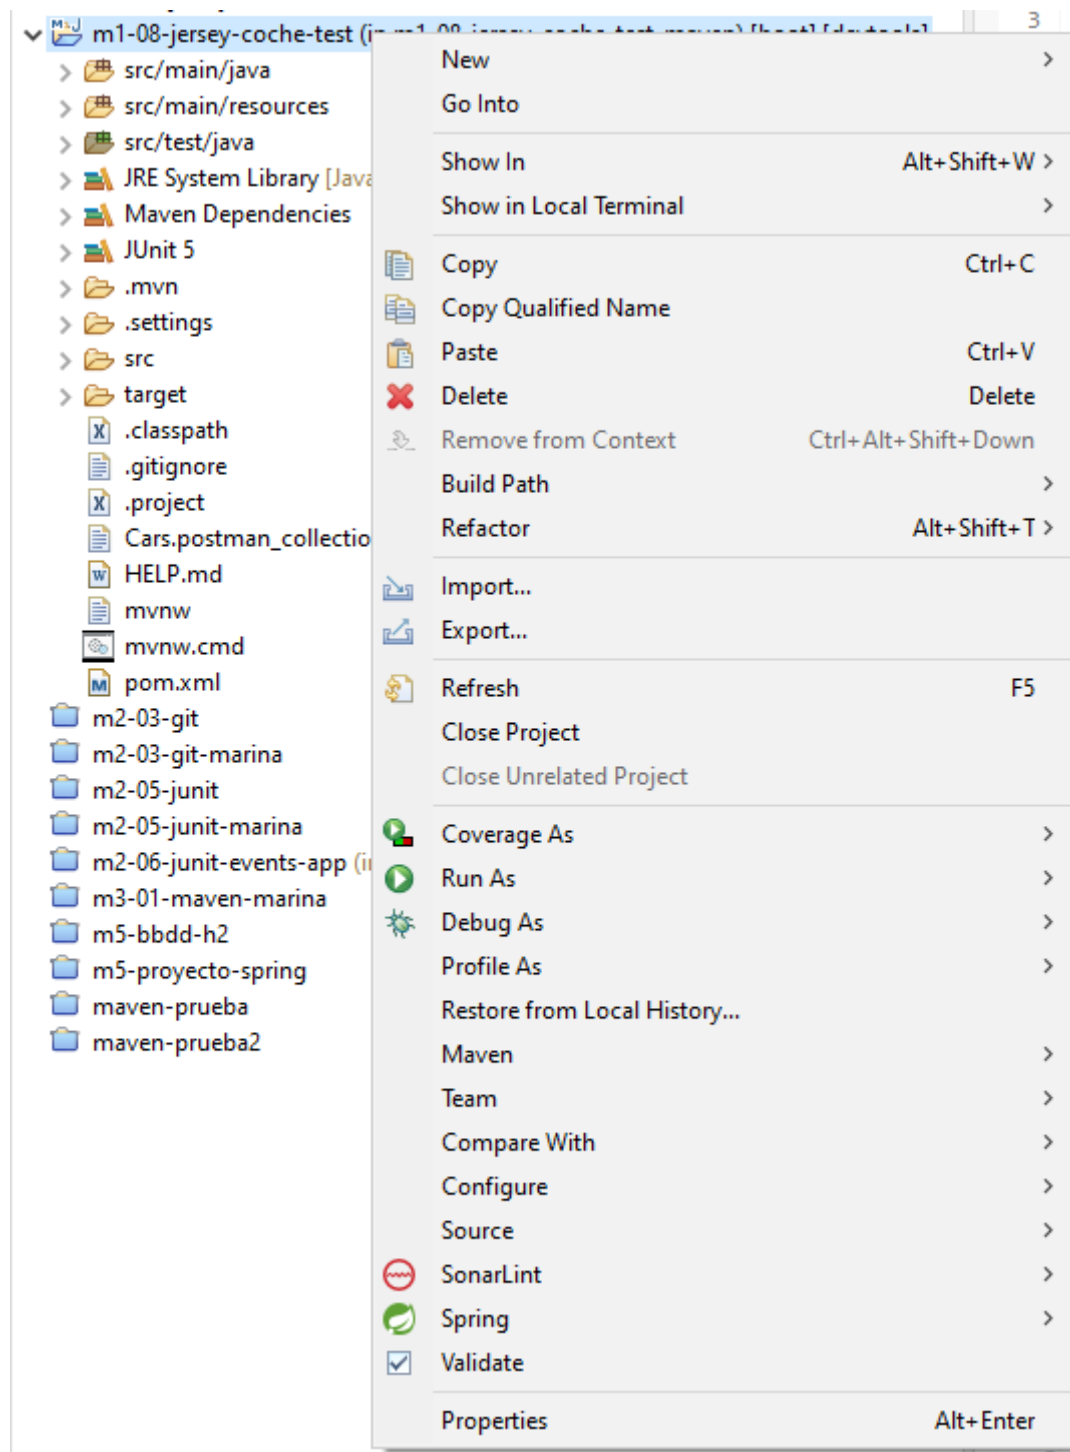 m1-08-jersey-coche-test
src/main/java
src/main/resources
src/test/java
JRE System Library [Java
Maven Dependencies
JUnit 5
.mvn
.settings
src
target
.classpath
.gitignore
.project
Cars.postman_collectio
HELP.md
mvnw
mvnw.cmd
pom.xml
m2-03-git
m2-03-git-marina
m2-05-junit
m2-05-junit-marina
m2-06-junit-events-app
m3-01-maven-marina
m5-bbdd-h2
m5-proyecto-spring
maven-prueba
maven-prueba2
3
New
Go Into
Show In Alt+Shift+W
Show in Local Terminal
Copy Ctrl+C
Copy Qualified Name
Paste Ctrl+V
Delete Delete
Remove from Context Ctrl+Alt+Shift+Down
Build Path
Refactor Alt+Shift+T
Import...
Export...
Refresh F5
Close Project
Close Unrelated Project
Coverage As
Run As
Debug As
Profile As
Restore from Local History...
Maven
Team
Compare With
Configure
Source
SonarLint
Spring
Validate
Properties Alt+Enter